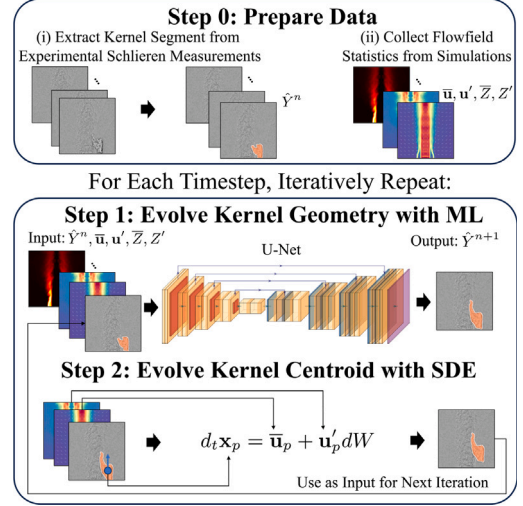 Step 0: Prepare Data
(i) Extract Kernel Segment from
Experimental Schlieren Measurements
(ii) Collect Flowfield
Statistics from Simulations
Ŷⁿ
u̅, u′, Z̅, Z′
For Each Timestep, Iteratively Repeat:
Step 1: Evolve Kernel Geometry with ML
Input: Ŷⁿ, u̅, u′, Z̅, Z′
U-Net
Output: Ŷⁿ⁺¹
Step 2: Evolve Kernel Centroid with SDE
dₜxₚ = u̅ₚ + u′ₚdW
Use as Input for Next Iteration